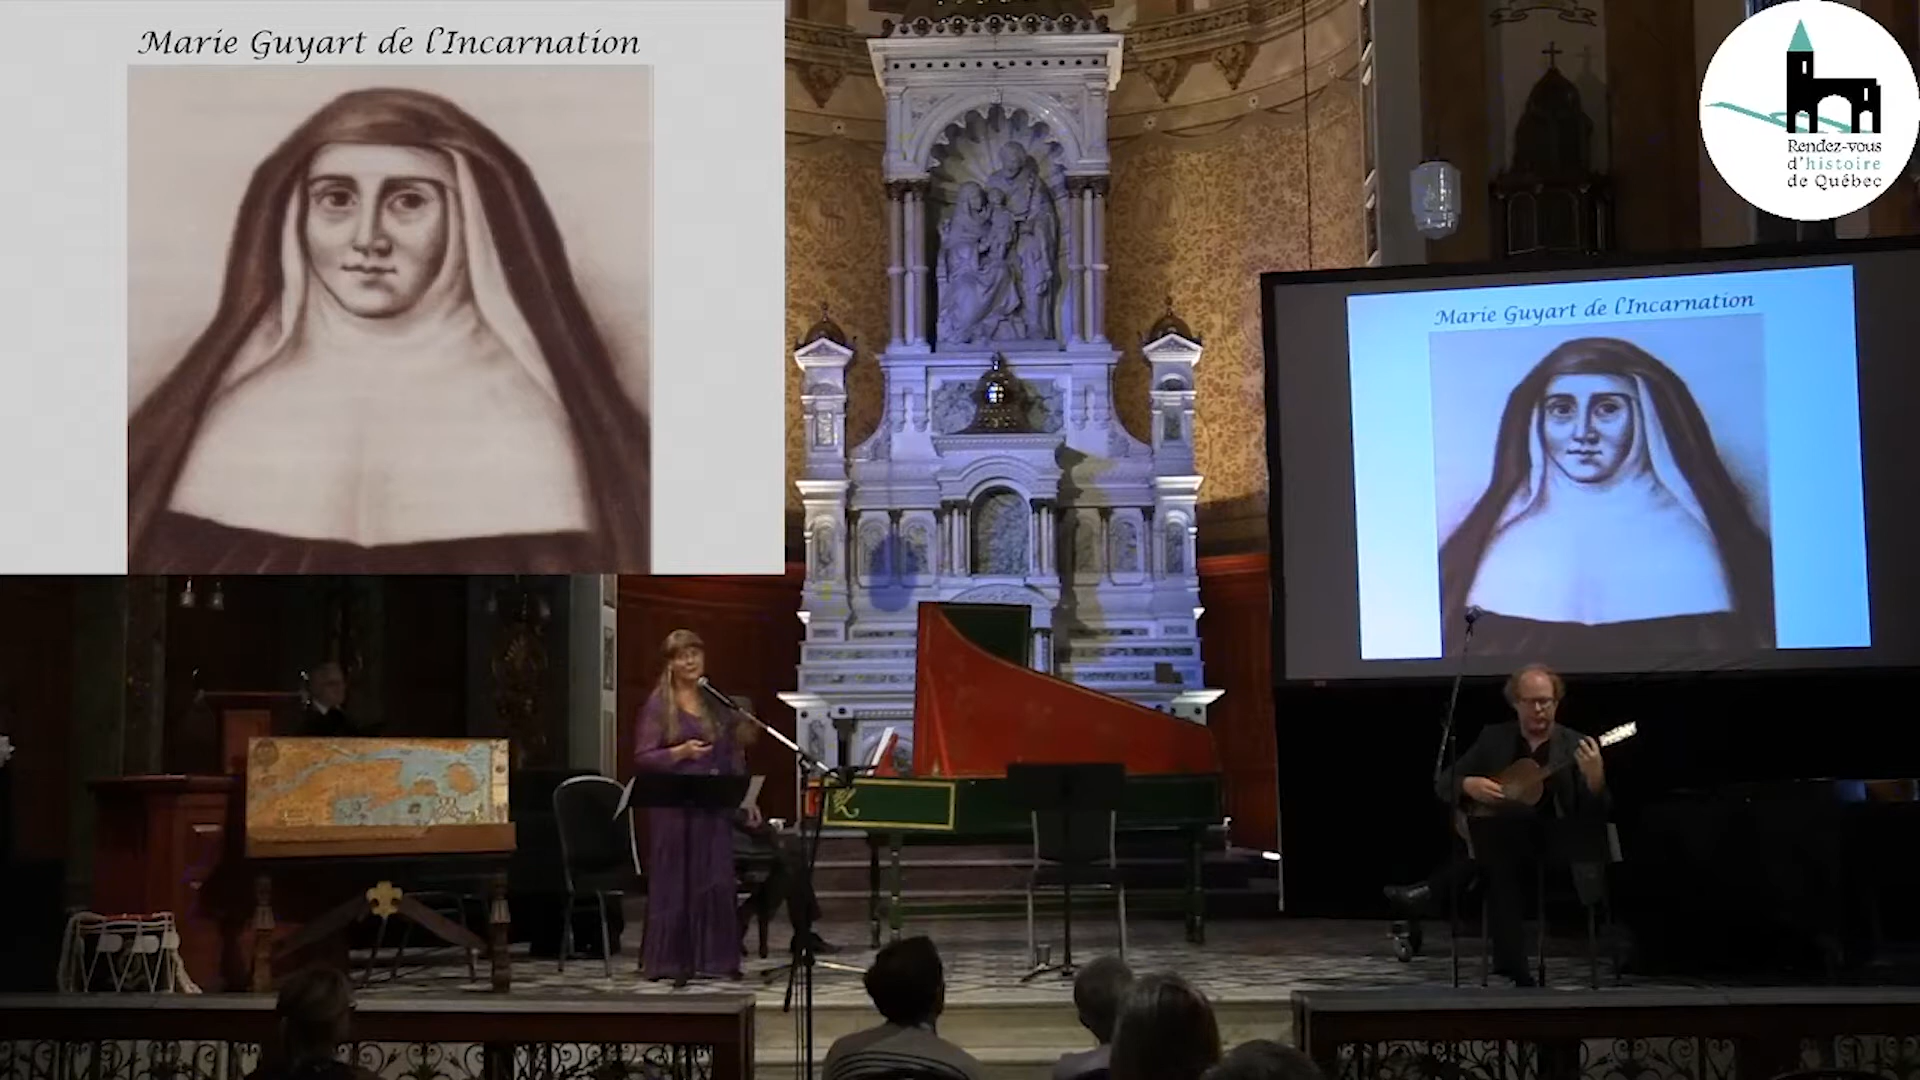 Marie Guyart de l'Incarnation
Rendez-vous
d'histoire
de Québec
Marie Guyart de l'Incarnation